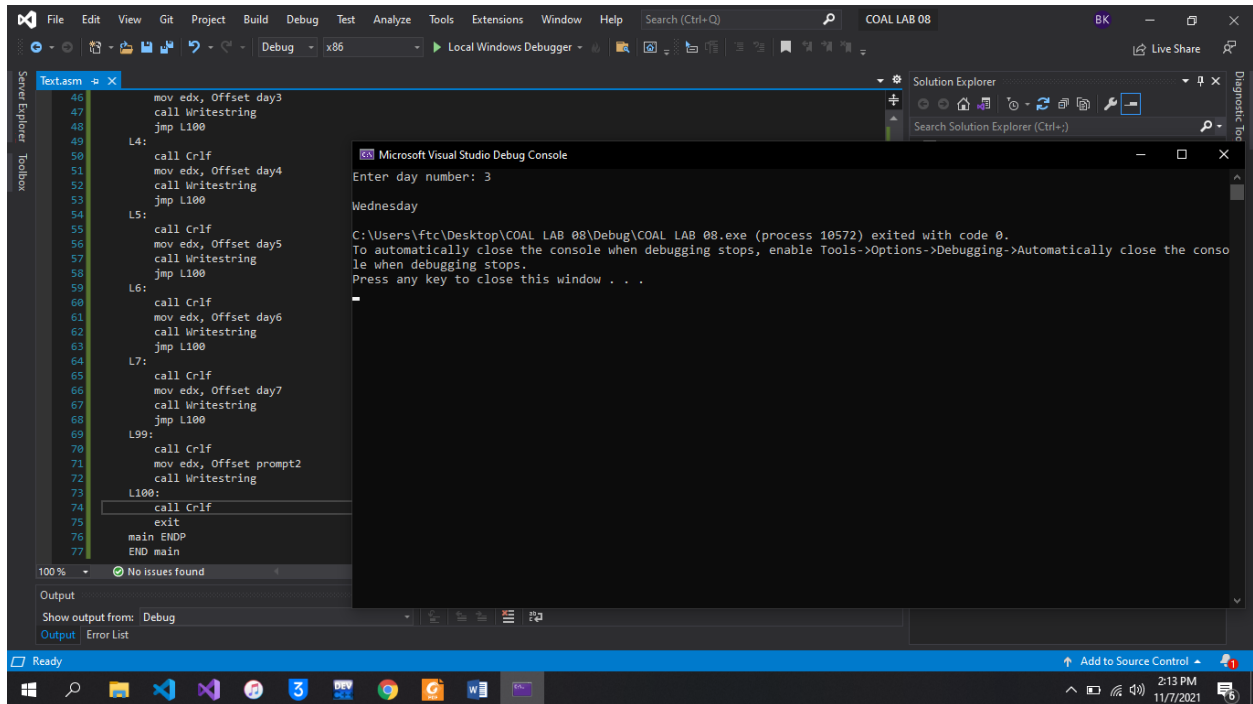 File Edit View Git Project Build Debug Test Analyze Tools Extensions Window Help Search (Ctrl+Q) COAL LAB 08 BK
Debug x86 Local Windows Debugger Live Share
Server Explorer
Toolbox
Text.asm
46 mov edx, Offset day3
47 call Writestring
48 jmp L100
49 L4:
50 call Crlf
51 mov edx, Offset day4
52 call Writestring
53 jmp L100
54 L5:
55 call Crlf
56 mov edx, Offset day5
57 call Writestring
58 jmp L100
59 L6:
60 call Crlf
61 mov edx, Offset day6
62 call Writestring
63 jmp L100
64 L7:
65 call Crlf
66 mov edx, Offset day7
67 call Writestring
68 jmp L100
69 L99:
70 call Crlf
71 mov edx, Offset prompt2
72 call Writestring
73 L100:
74 call Crlf
75 exit
76 main ENDP
77 END main
100 % No issues found
Microsoft Visual Studio Debug Console
Enter day number: 3
Wednesday
C:\Users\ftc\Desktop\COAL LAB 08\Debug\COAL LAB 08.exe (process 10572) exited with code 0.
To automatically close the console when debugging stops, enable Tools->Options->Debugging->Automatically close the conso
le when debugging stops.
Press any key to close this window . . .
Solution Explorer
Search Solution Explorer (Ctrl+;)
Diagnostic
Output
Show output from: Debug
Output Error List
Ready Add to Source Control 1
3 DEV C++ W
2:13 PM
11/7/2021
6